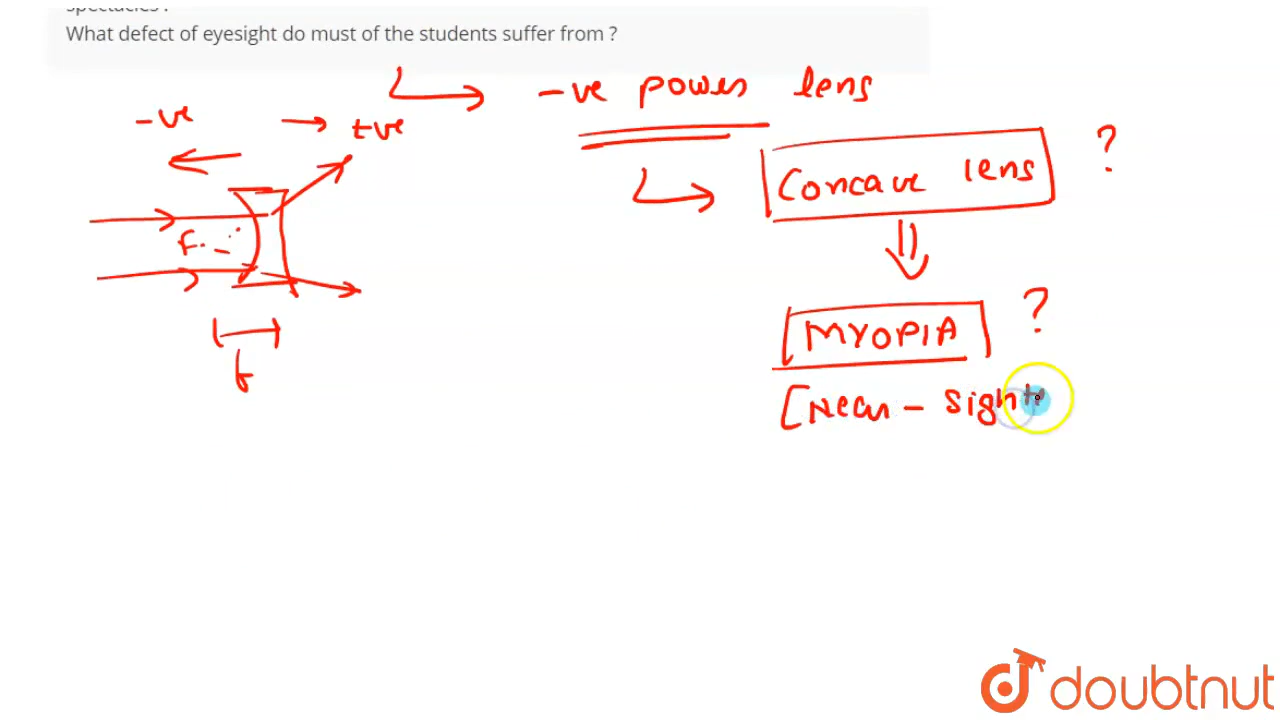 spectacles ?
What defect of eyesight do must of the students suffer from ?
-ve power lens
-ve
+ve
Concave lens ?
F
MYOPIA ?
f
[Near - sight
doubtnut